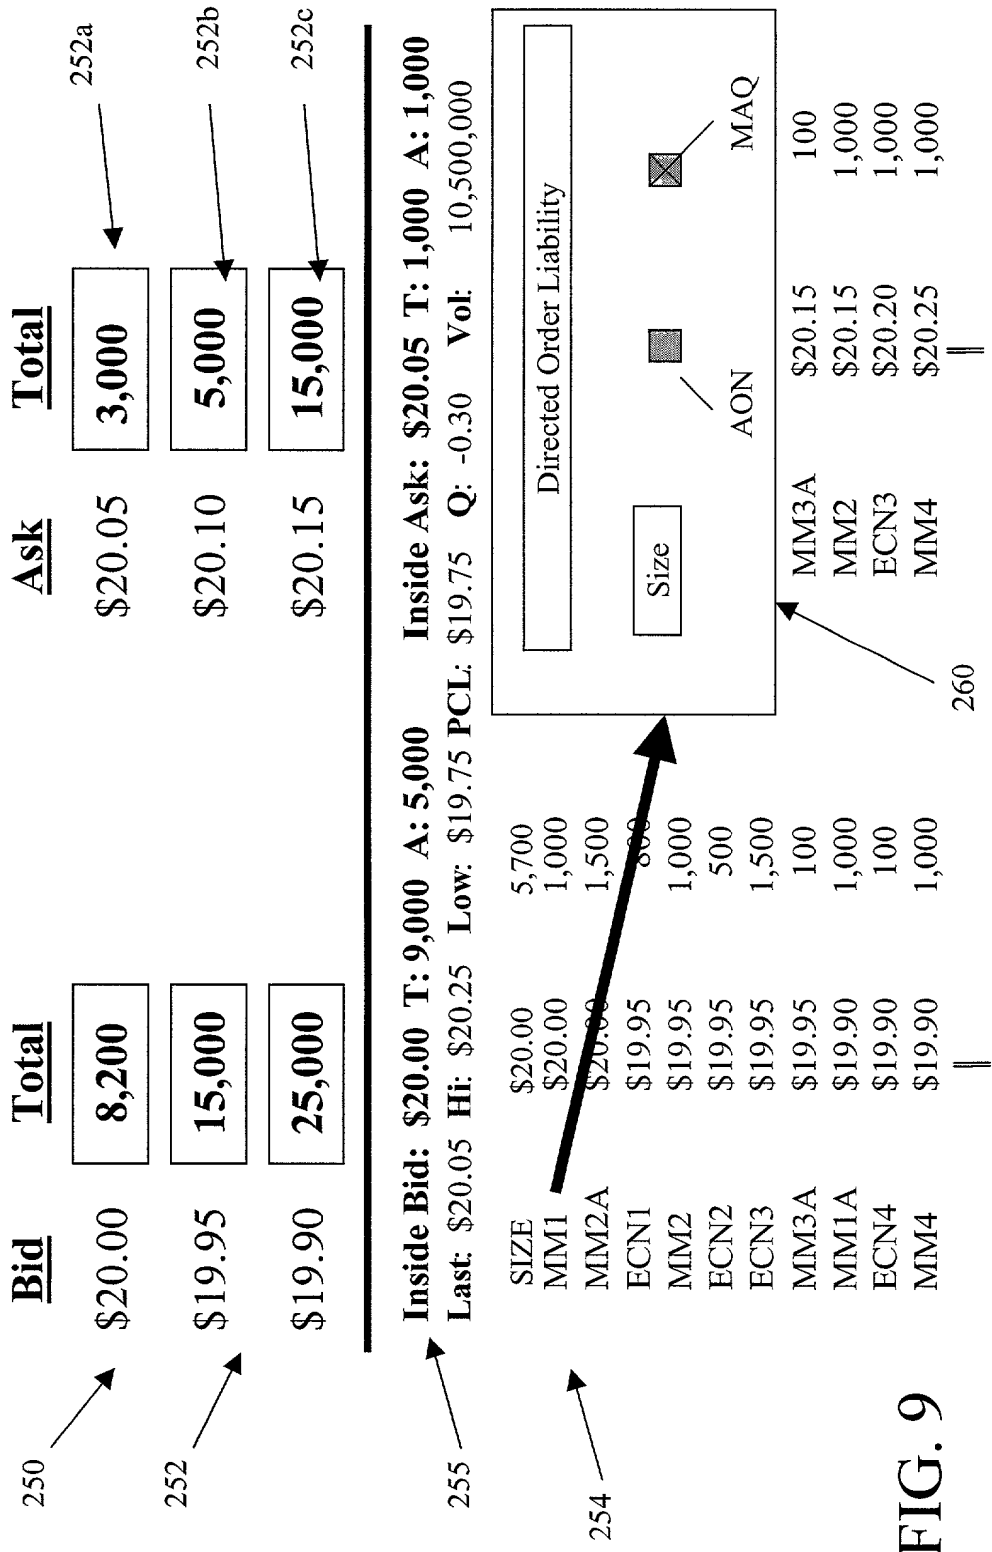 Bid Total Ask Total
$20.00 8,200 $20.05 3,000
$19.95 15,000 $20.10 5,000
$19.90 25,000 $20.15 15,000
250
252
252a
252b
252c
Inside Bid: $20.00 T: 9,000 A: 5,000 Inside Ask: $20.05 T: 1,000 A: 1,000
Last: $20.05 Hi: $20.25 Low: $19.75 PCL: $19.75 Q: -0.30 Vol: 10,500,000
255
254
SIZE $20.00 5,700
MM1 $20.00 1,000
MM2A $20.00 1,500
ECN1 $19.95 800
MM2 $19.95 1,000
ECN2 $19.95 500
ECN3 $19.95 1,500
MM3A $19.95 100
MM1A $19.90 1,000
ECN4 $19.90 100
MM4 $19.90 1,000
Directed Order Liability
Size
AON
MAQ
260
MM3A $20.15 100
MM2 $20.15 1,000
ECN3 $20.20 1,000
MM4 $20.25 1,000
FIG. 9